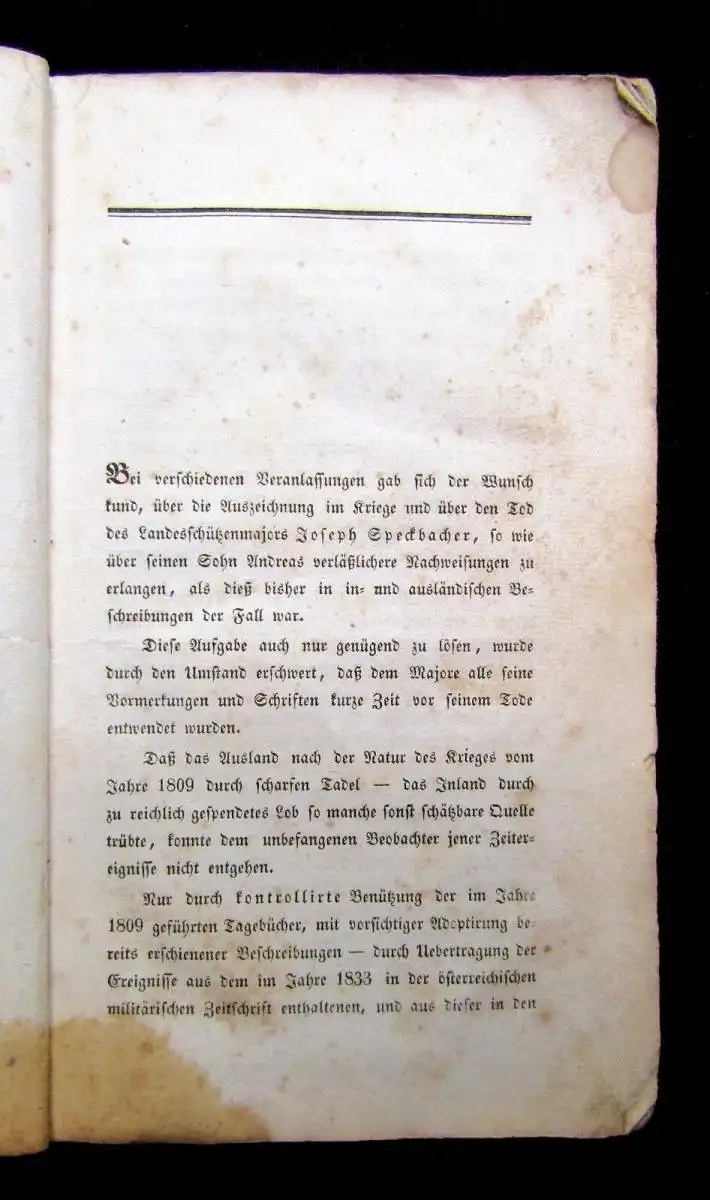 Bei verschiedenen Veranlassungen gab sich der Wunsch
kund, über die Auszeichnung im Kriege und über den Tod
des Landesschützenmajors Joseph Speckbacher, so wie
über seinen Sohn Andreas verläßlichere Nachweisungen zu
erlangen, als dieß bisher in in- und ausländischen Be-
schreibungen der Fall war.
Diese Aufgabe auch nur genügend zu lösen, wurde
durch den Umstand erschwert, daß dem Majore alle seine
Vormerkungen und Schriften kurze Zeit vor seinem Tode
entwendet wurden.
Daß das Ausland nach der Natur des Krieges vom
Jahre 1809 durch scharfen Tadel — das Inland durch
zu reichlich gespendetes Lob so manche sonst schätzbare Quelle
trübte, konnte dem unbefangenen Beobachter jener Zeiter-
eignisse nicht entgehen.
Nur durch kontrollirte Benützung der im Jahre
1809 geführten Tagebücher, mit vorsichtiger Adoptirung be-
reits erschienener Beschreibungen — durch Uebertragung der
Ereignisse aus dem im Jahre 1833 in der österreichischen
militärischen Zeitschrift enthaltenen, und aus dieser in den